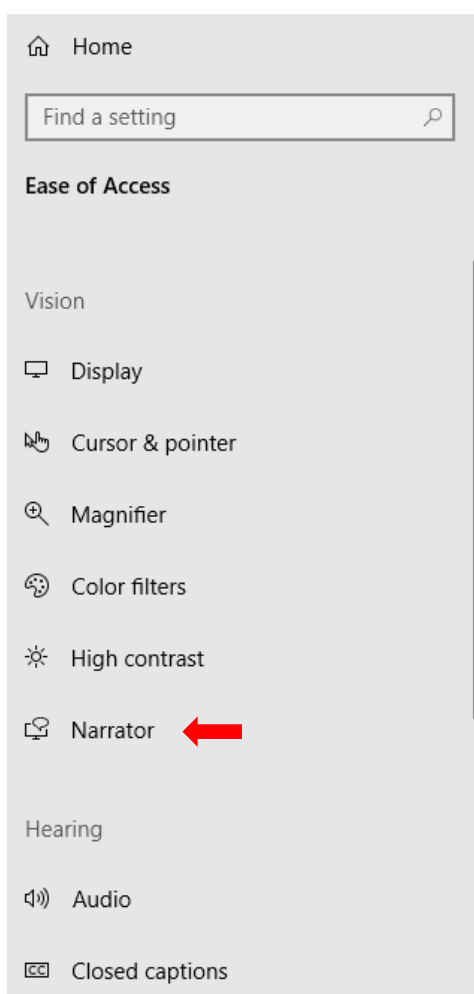 Home
Find a setting
Ease of Access
Vision
Display
Cursor & pointer
Magnifier
Color filters
High contrast
Narrator
Hearing
Audio
CC Closed captions